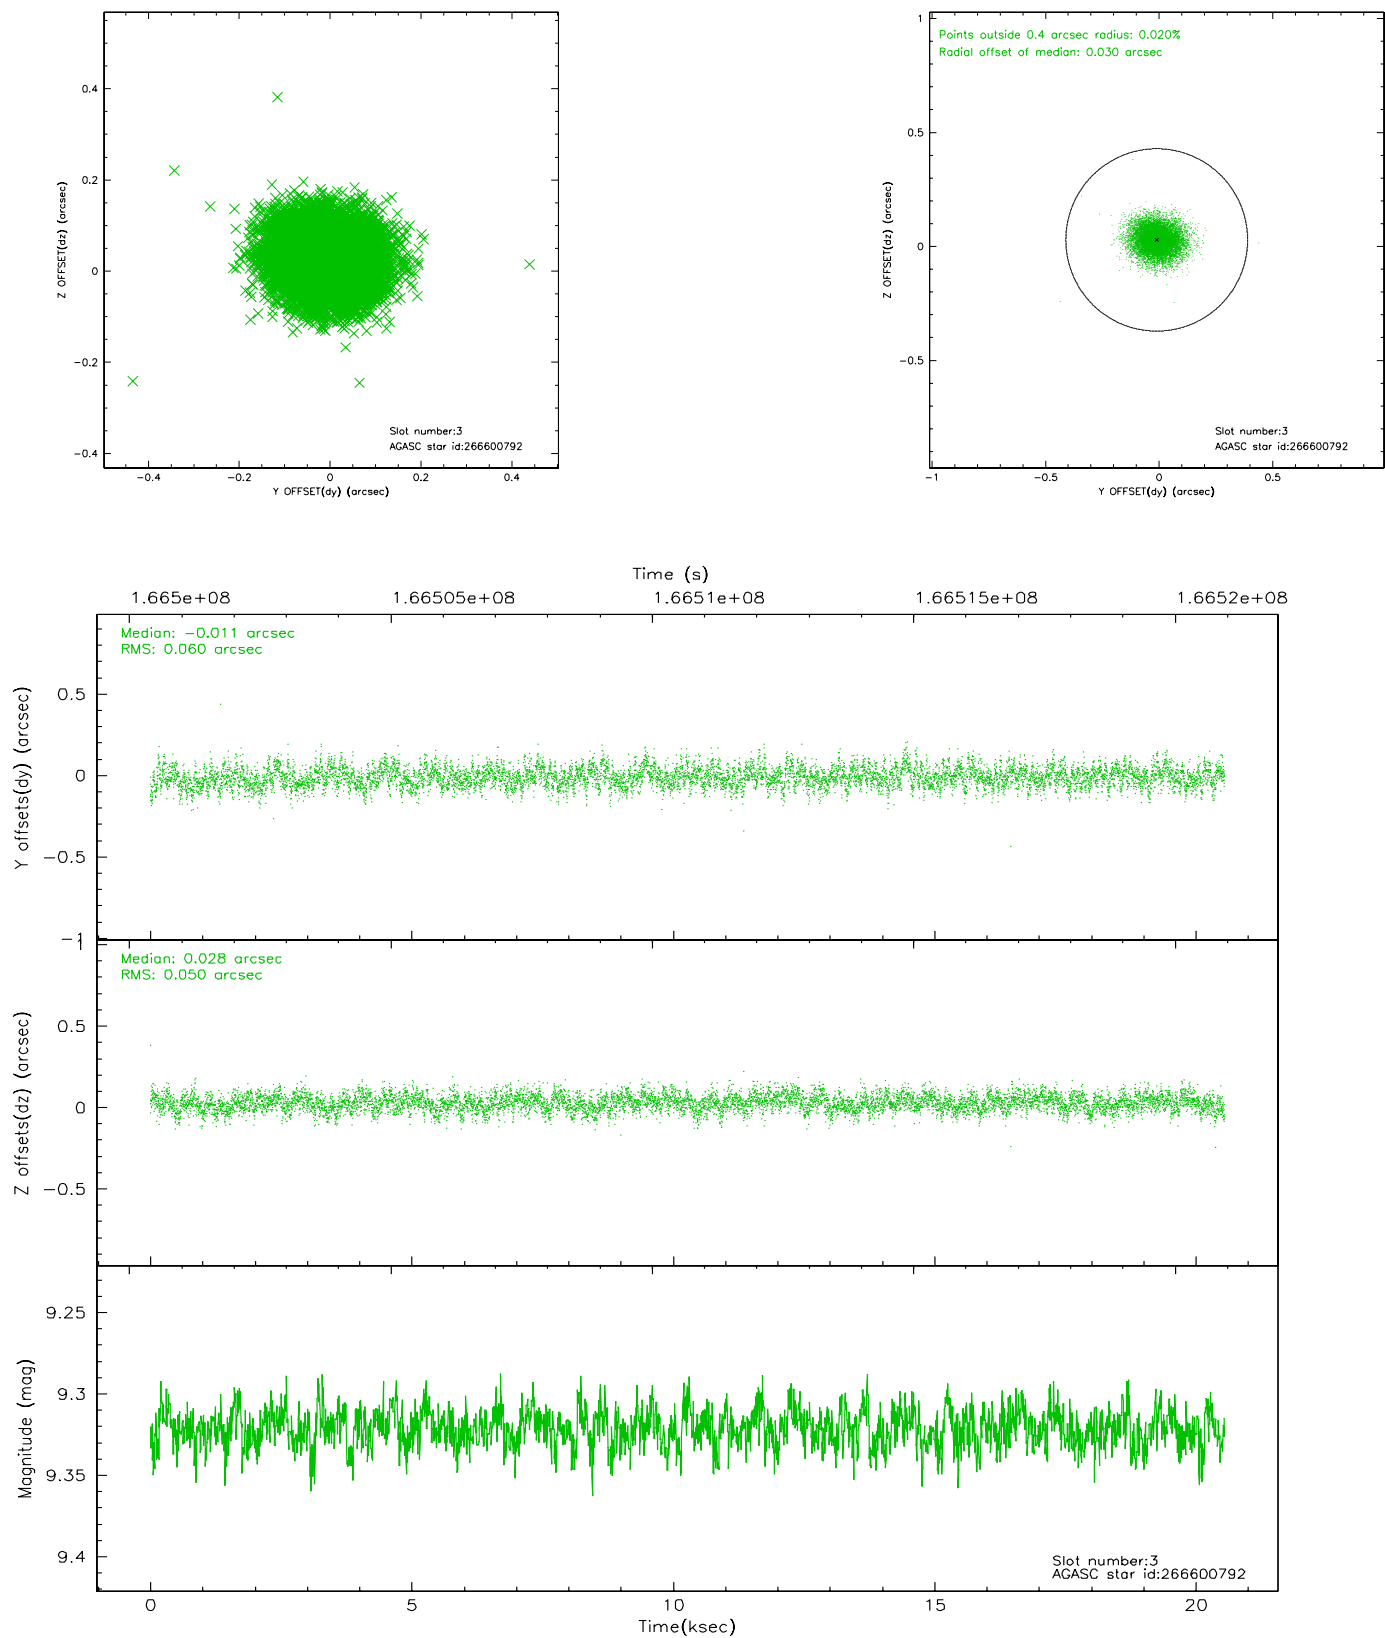 0.4
0.2
0
−0.2
−0.4
Z OFFSET(dz) (arcsec)
−0.4
−0.2
0
0.2
0.4
Y OFFSET(dy) (arcsec)
Slot number:3
AGASC star id:266600792
Points outside 0.4 arcsec radius: 0.020%
Radial offset of median: 0.030 arcsec
1
0.5
0
−0.5
Z OFFSET(dz) (arcsec)
−1
−0.5
0
0.5
Y OFFSET(dy) (arcsec)
Slot number:3
AGASC star id:266600792
Time (s)
1.665e+08
1.66505e+08
1.6651e+08
1.66515e+08
1.6652e+08
Median: −0.011 arcsec
RMS: 0.060 arcsec
0.5
0
−0.5
−1
Y offsets(dy) (arcsec)
Median: 0.028 arcsec
RMS: 0.050 arcsec
1
0.5
0
−0.5
Z offsets(dz) (arcsec)
9.25
9.3
9.35
9.4
Magnitude (mag)
Slot number:3
AGASC star id:266600792
0
5
10
15
20
Time(ksec)